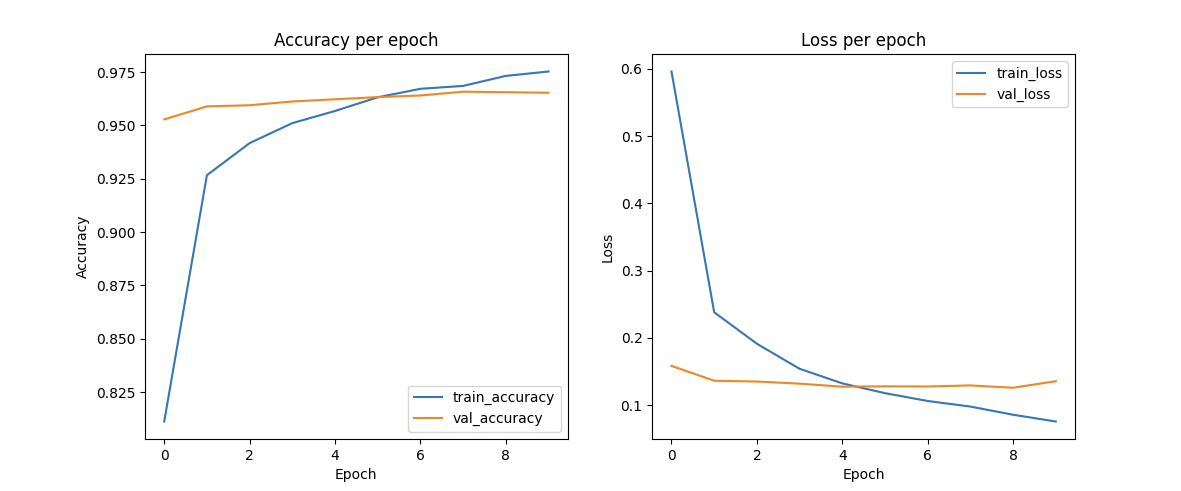 Accuracy per epoch
0.975
0.950
0.925
0.900
0.875
0.850
0.825
Accuracy
0 2 4 6 8
Epoch
train_accuracy
val_accuracy
Loss per epoch
0.6
0.5
0.4
0.3
0.2
0.1
Loss
0 2 4 6 8
Epoch
train_loss
val_loss